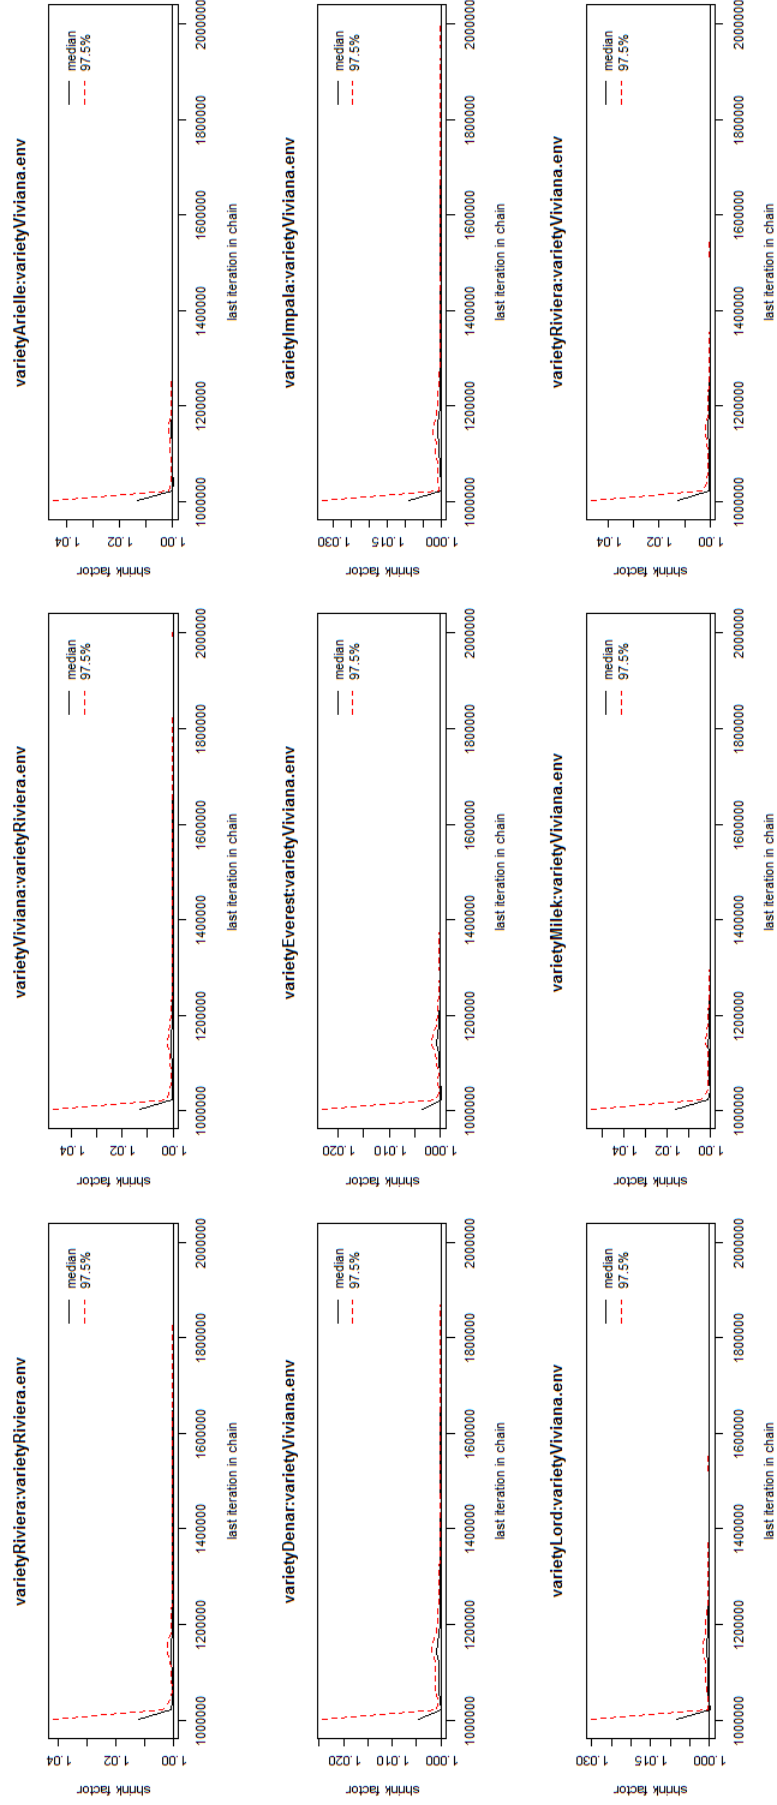 varietyRiviera:varietyRiviera.env
median
97.5%
shrink factor
1.00 1.02 1.04
1000000 1200000 1400000 1600000 1800000 2000000
last iteration in chain
varietyViviana:varietyRiviera.env
median
97.5%
shrink factor
1.00 1.02 1.04
1000000 1200000 1400000 1600000 1800000 2000000
last iteration in chain
varietyArielle:varietyViviana.env
median
97.5%
shrink factor
1.00 1.02 1.04
1000000 1200000 1400000 1600000 1800000 2000000
last iteration in chain
varietyDenar:varietyViviana.env
median
97.5%
shrink factor
1.000 1.010 1.020
1000000 1200000 1400000 1600000 1800000 2000000
last iteration in chain
varietyEverest:varietyViviana.env
median
97.5%
shrink factor
1.000 1.010 1.020
1000000 1200000 1400000 1600000 1800000 2000000
last iteration in chain
varietyImpala:varietyViviana.env
median
97.5%
shrink factor
1.000 1.015 1.030
1000000 1200000 1400000 1600000 1800000 2000000
last iteration in chain
varietyLord:varietyViviana.env
median
97.5%
shrink factor
1.000 1.015 1.030
1000000 1200000 1400000 1600000 1800000 2000000
last iteration in chain
varietyMilek:varietyViviana.env
median
97.5%
shrink factor
1.00 1.02 1.04
1000000 1200000 1400000 1600000 1800000 2000000
last iteration in chain
varietyRiviera:varietyViviana.env
median
97.5%
shrink factor
1.00 1.02 1.04
1000000 1200000 1400000 1600000 1800000 2000000
last iteration in chain